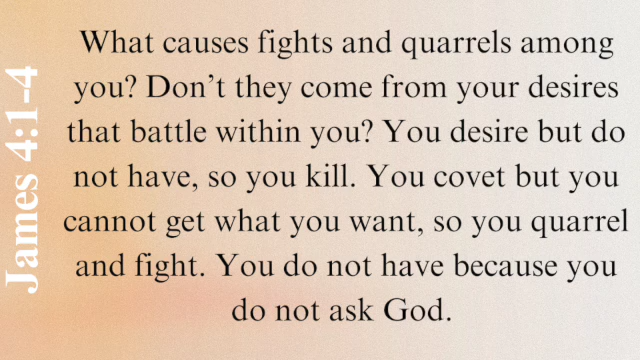 James 4:1-4
What causes fights and quarrels among
you? Don’t they come from your desires
that battle within you? You desire but do
not have, so you kill. You covet but you
cannot get what you want, so you quarrel
and fight. You do not have because you
do not ask God.